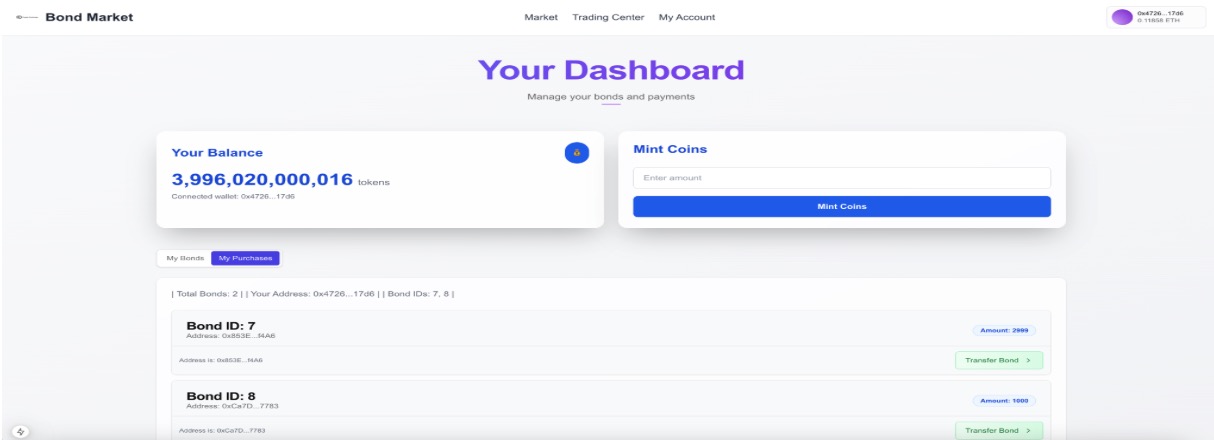 Bond Market
Market Trading Center My Account
0x4726...17d6
0.11858 ETH
Your Dashboard
Manage your bonds and payments
Your Balance
3,996,020,000,016 tokens
Connected wallet: 0x4726...17d6
Mint Coins
Enter amount
Mint Coins
My Bonds My Purchases
| Total Bonds: 2 | | Your Address: 0x4726...17d6 | | Bond IDs: 7, 8 |
Bond ID: 7
Address: 0x853E...f4A6
Amount: 2999
Address is: 0x853E...f4A6
Transfer Bond >
Bond ID: 8
Address: 0xCa7D...7783
Amount: 1000
Address is: 0xCa7D...7783
Transfer Bond >